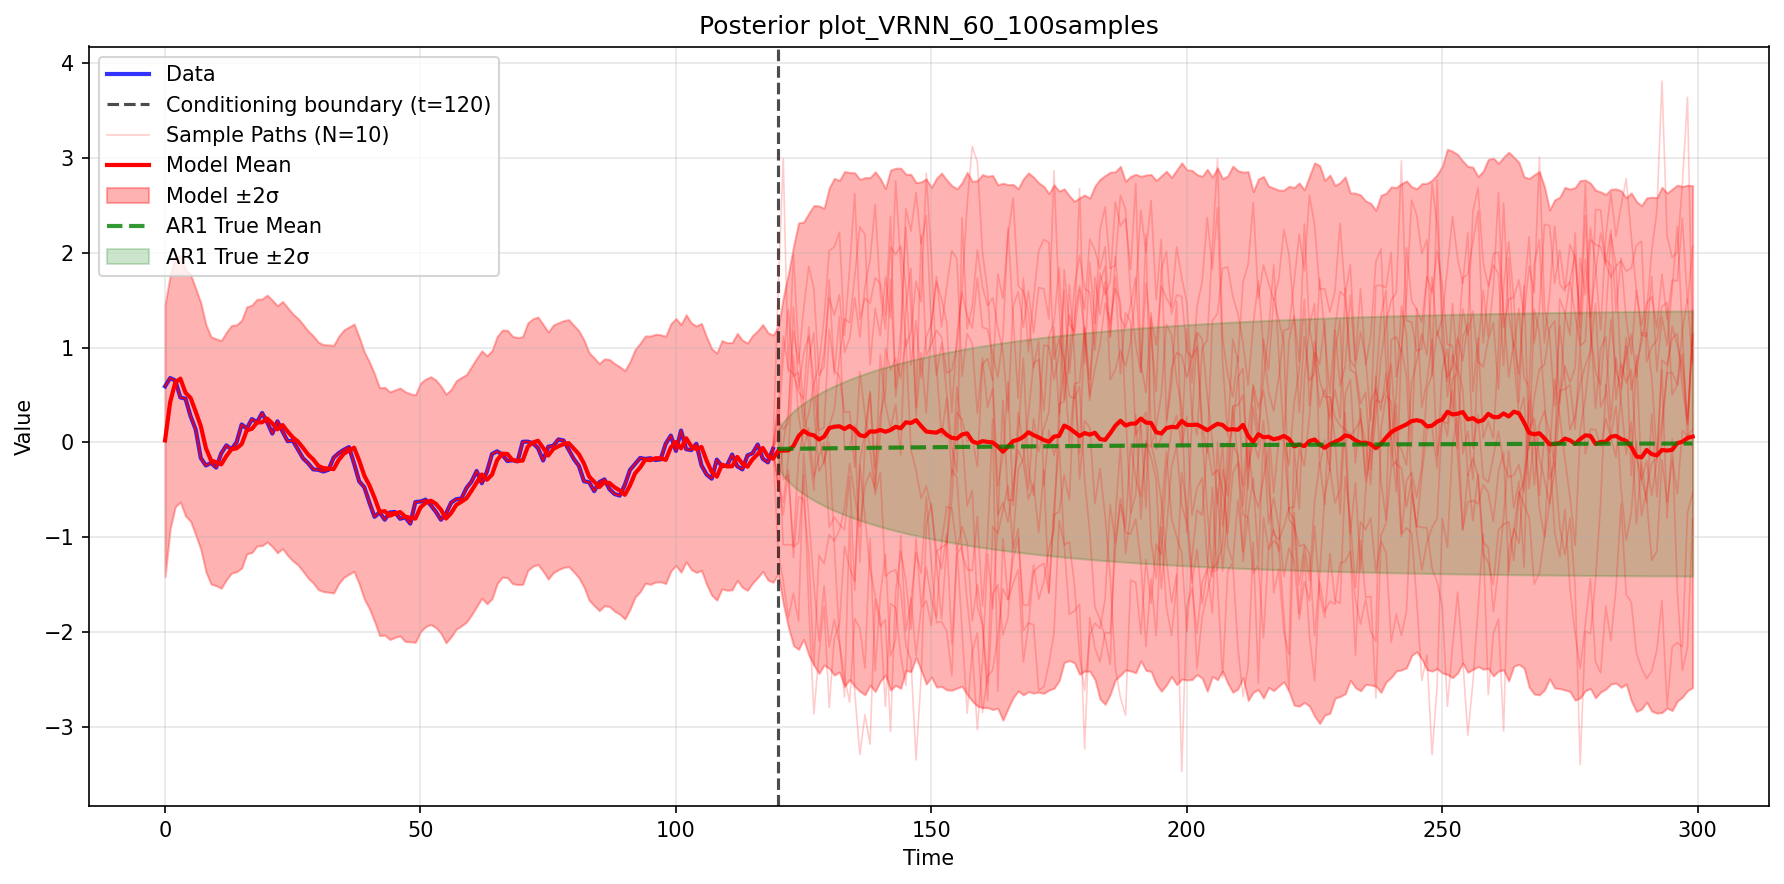 Posterior plot_VRNN_60_100samples
Data
Conditioning boundary (t=120)
Sample Paths (N=10)
Model Mean
Model ±2σ
AR1 True Mean
AR1 True ±2σ
Value
4
3
2
1
0
−1
−2
−3
0 50 100 150 200 250 300
Time